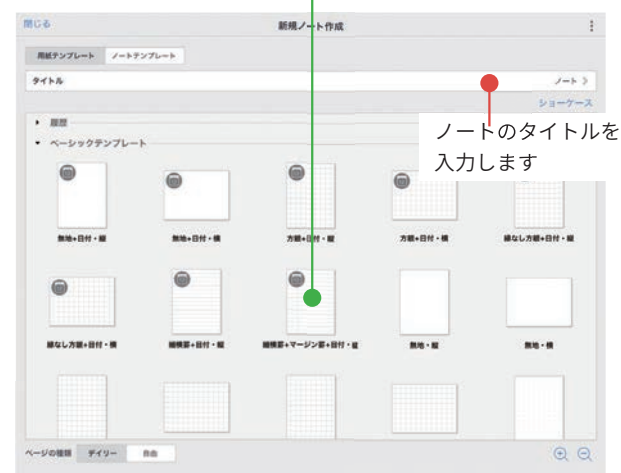 閉じる
新規ノート作成
用紙テンプレート
ノートテンプレート
タイトル
ノート >
ショーケース
ノートのタイトルを
入力します
履歴
ベーシックテンプレート
無地+日付・縦
無地+日付・横
方眼+日付・縦
方眼+日付・横
縁なし方眼+日付・縦
縁なし方眼+日付・横
細横罫+日付・縦
細横罫+マージン罫+日付・縦
無地・縦
無地・横
ページの種類
デイリー
自由